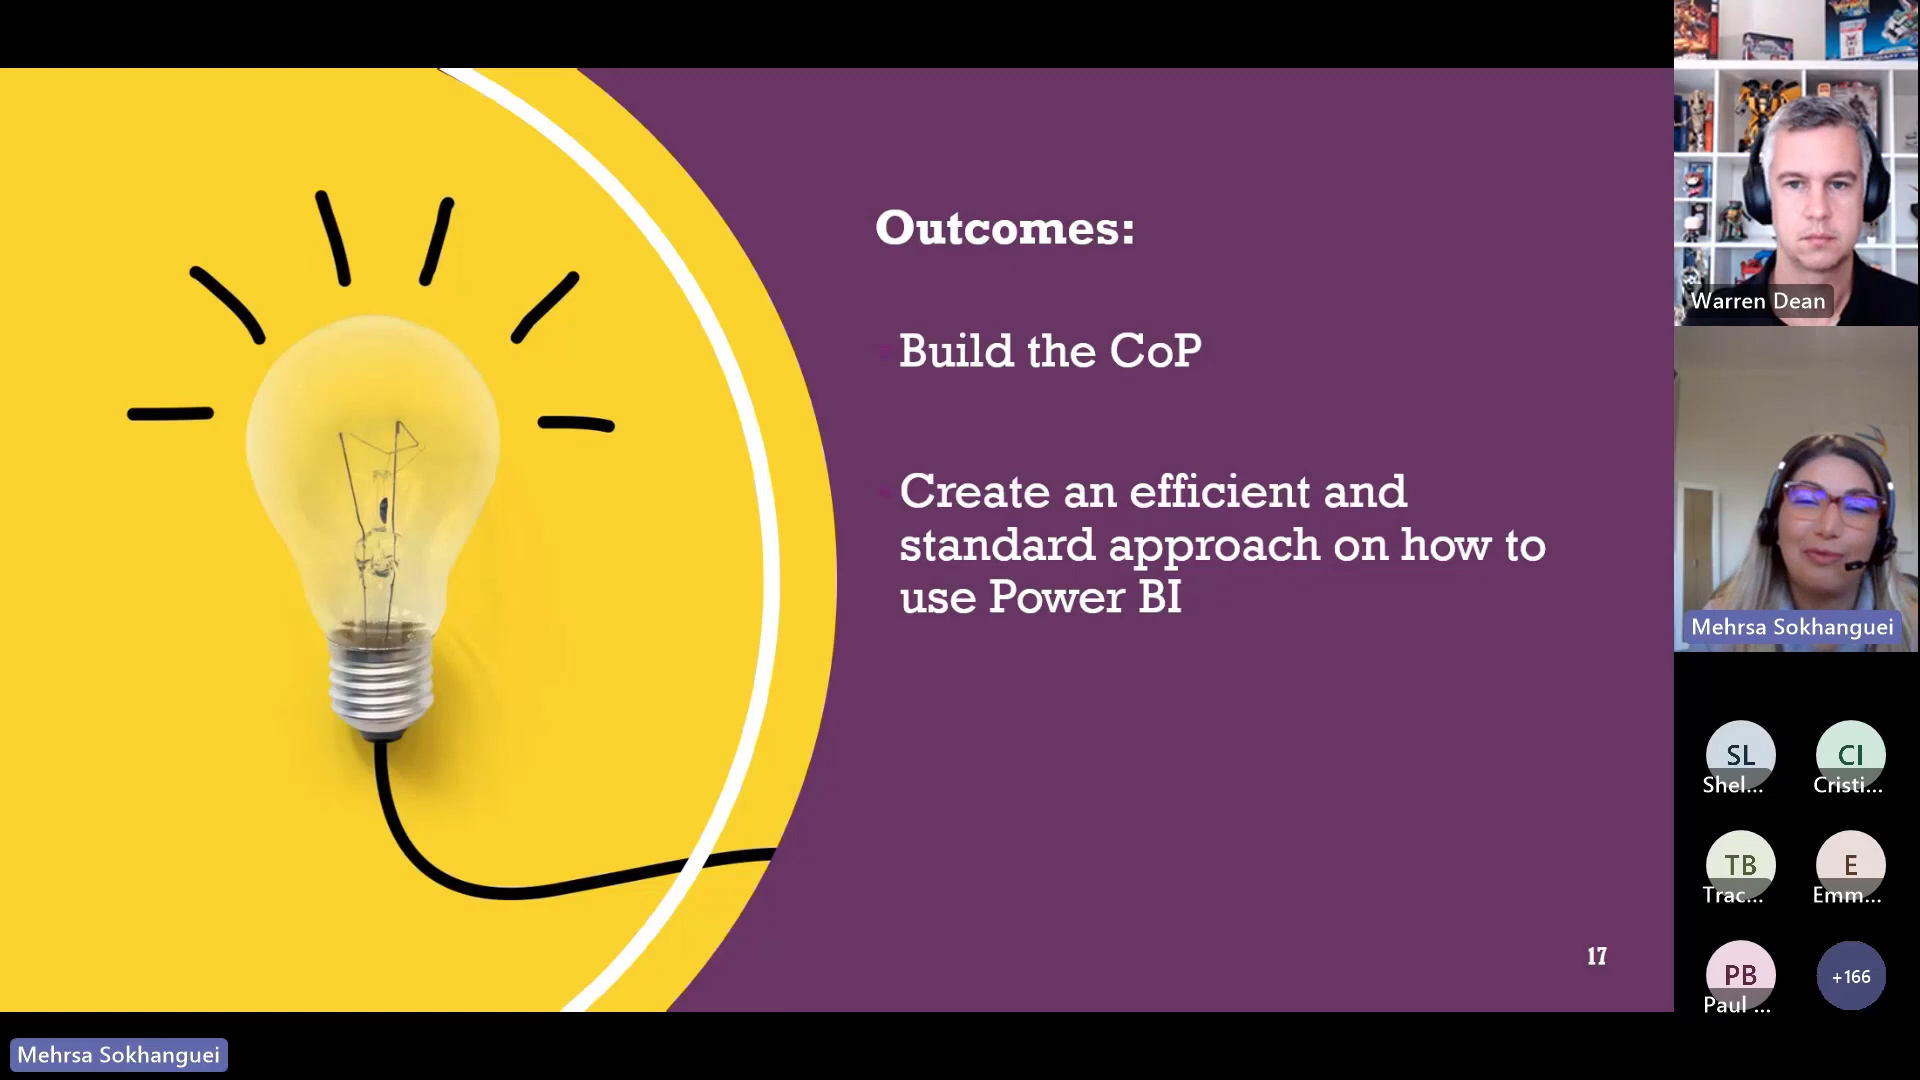 Outcomes:
Build the CoP
Create an efficient and
standard approach on how to
use Power BI
17
Warren Dean
Mehrsa Sokhanguei
SL
Shel...
CI
Cristi...
TB
Trac...
E
Emm...
PB
Paul ...
+166
Mehrsa Sokhanguei